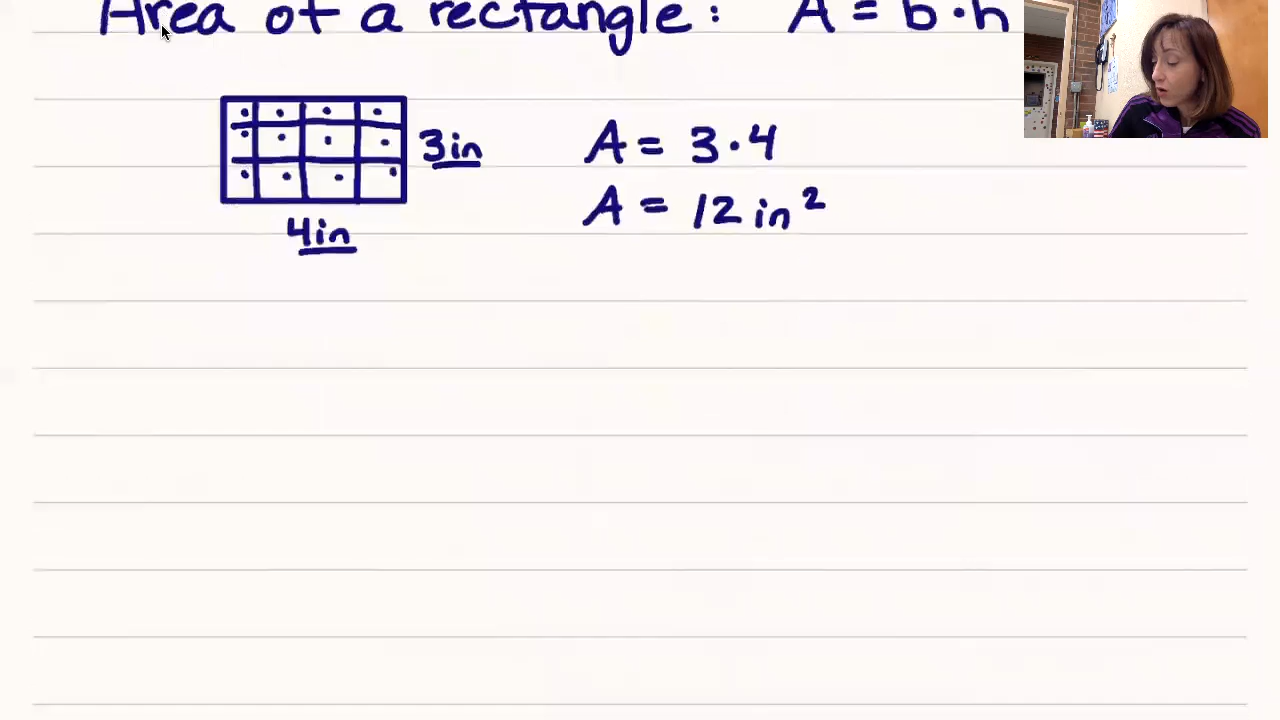 Area of a rectangle: A = b·h
3in
A = 3·4
A = 12 in²
4in